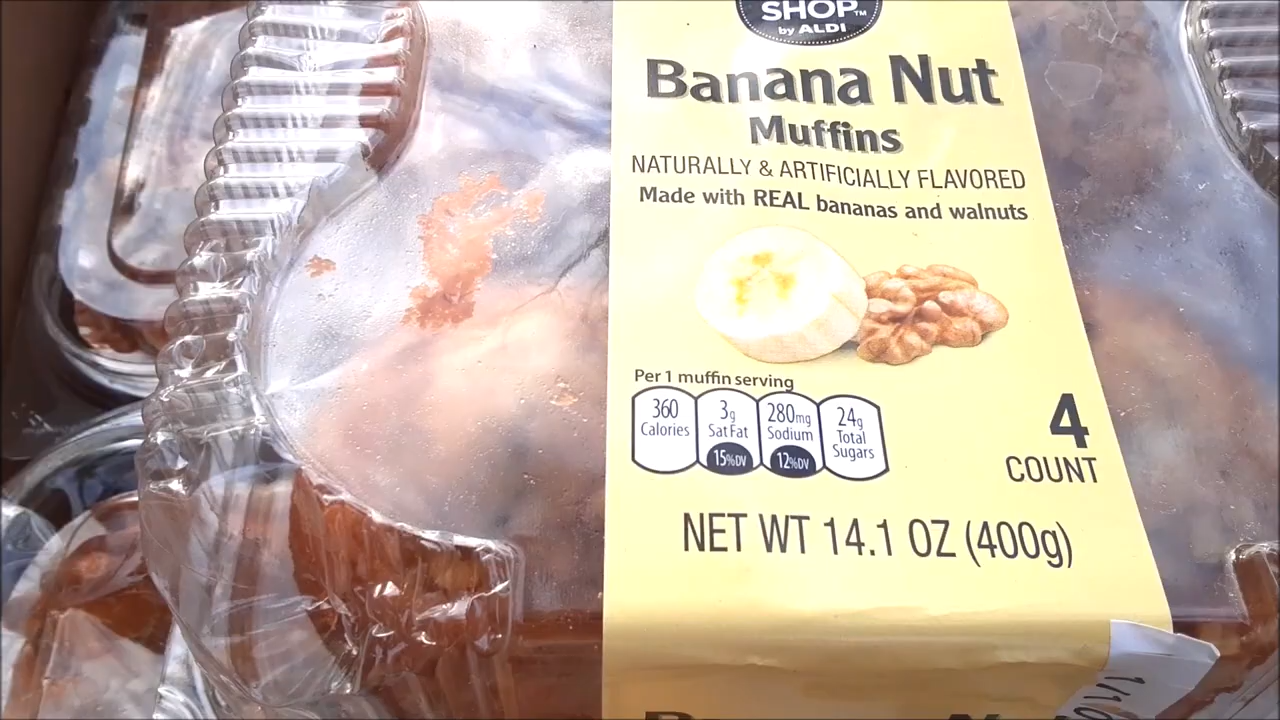 SHOP™
by ALDI
Banana Nut
Muffins
NATURALLY & ARTIFICIALLY FLAVORED
Made with REAL bananas and walnuts
Per 1 muffin serving
360 Calories
3g Sat Fat 15%DV
280mg Sodium 12%DV
24g Total Sugars
4
COUNT
NET WT 14.1 OZ (400g)